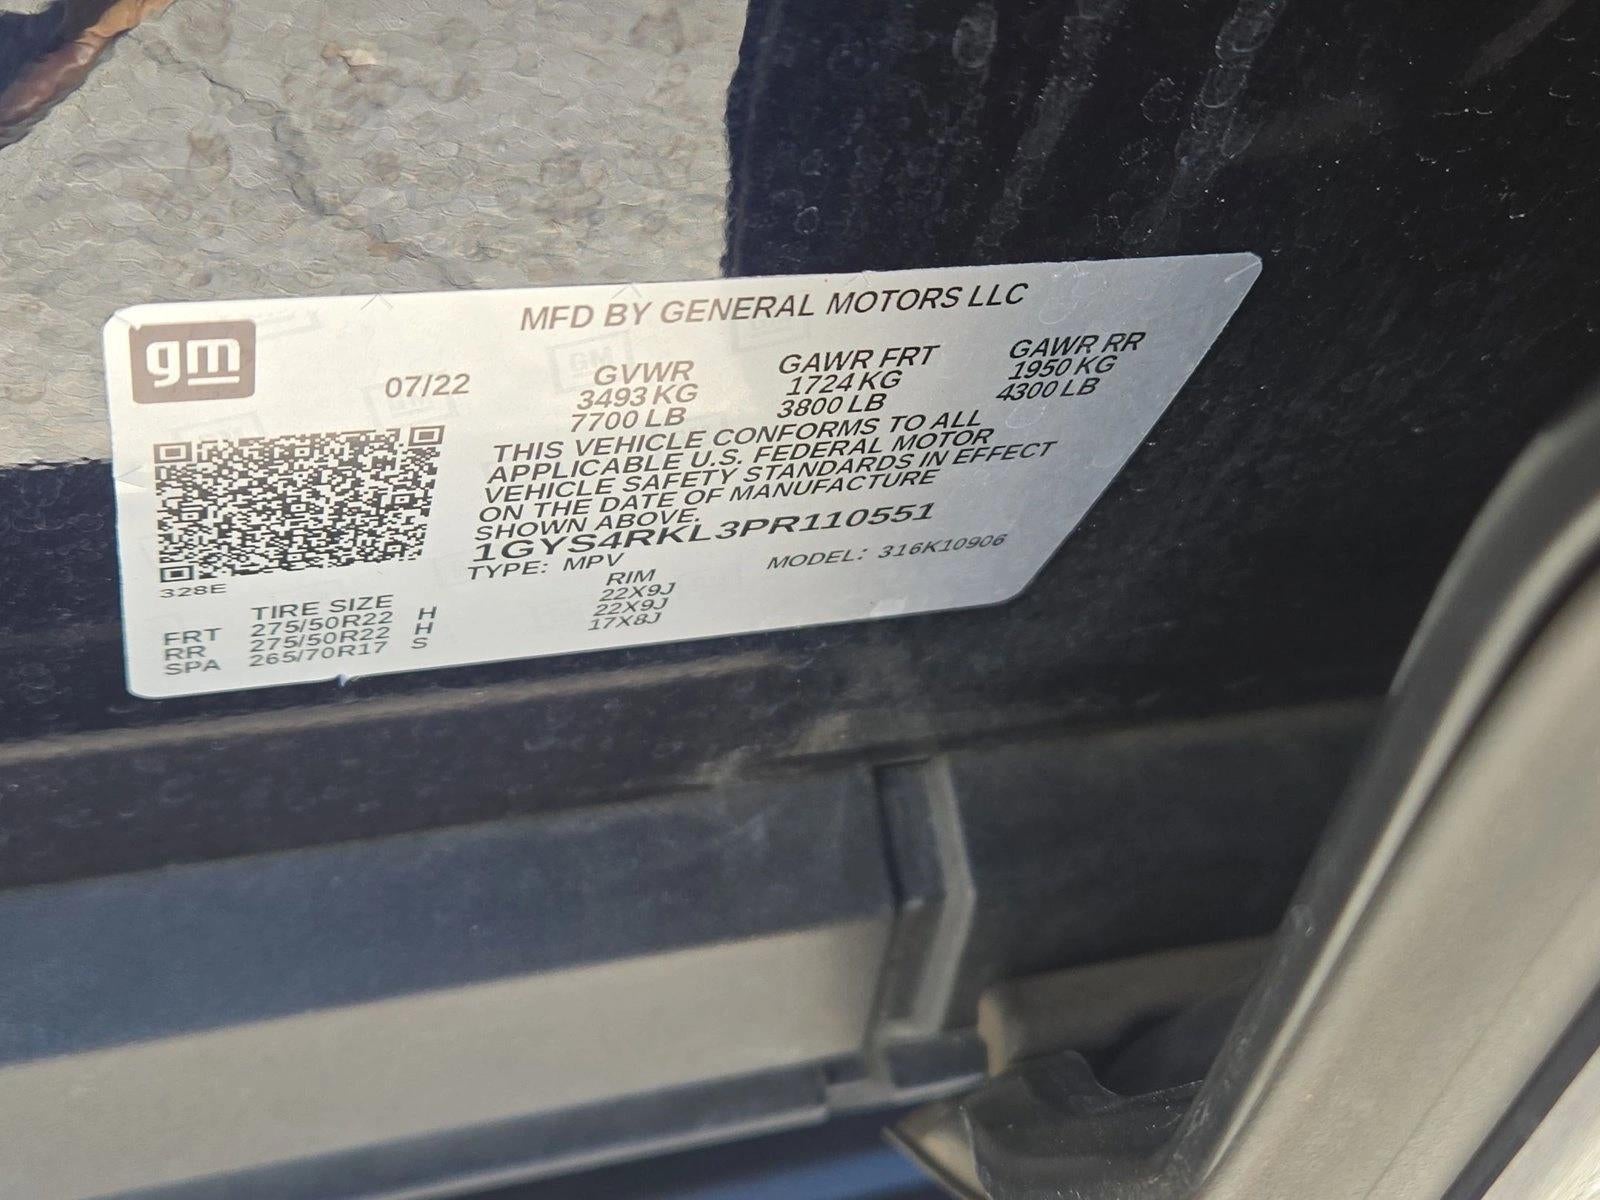 MFD BY GENERAL MOTORS LLC
gm
07/22
GVWR GAWR FRT GAWR RR
3493 KG 1724 KG 1950 KG
7700 LB 3800 LB 4300 LB
THIS VEHICLE CONFORMS TO ALL
APPLICABLE U.S. FEDERAL MOTOR
VEHICLE SAFETY STANDARDS IN EFFECT
ON THE DATE OF MANUFACTURE
SHOWN ABOVE.
1GYS4RKL3PR110551
TYPE: MPV MODEL: 316K10906
328E
TIRE SIZE RIM
FRT 275/50R22 H 22X9J
RR 275/50R22 H 22X9J
SPA 265/70R17 S 17X8J